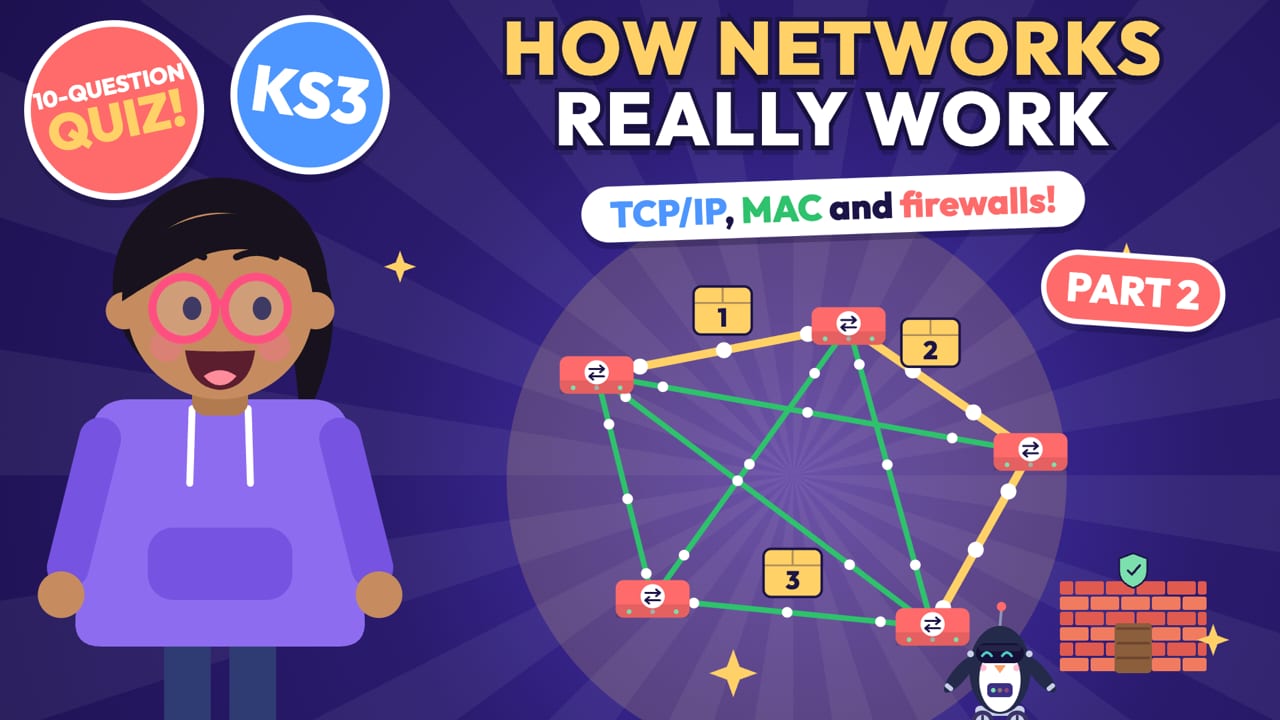 10-QUESTION
QUIZ!
KS3
HOW NETWORKS
REALLY WORK
TCP/IP, MAC and firewalls!
PART 2
1
2
3